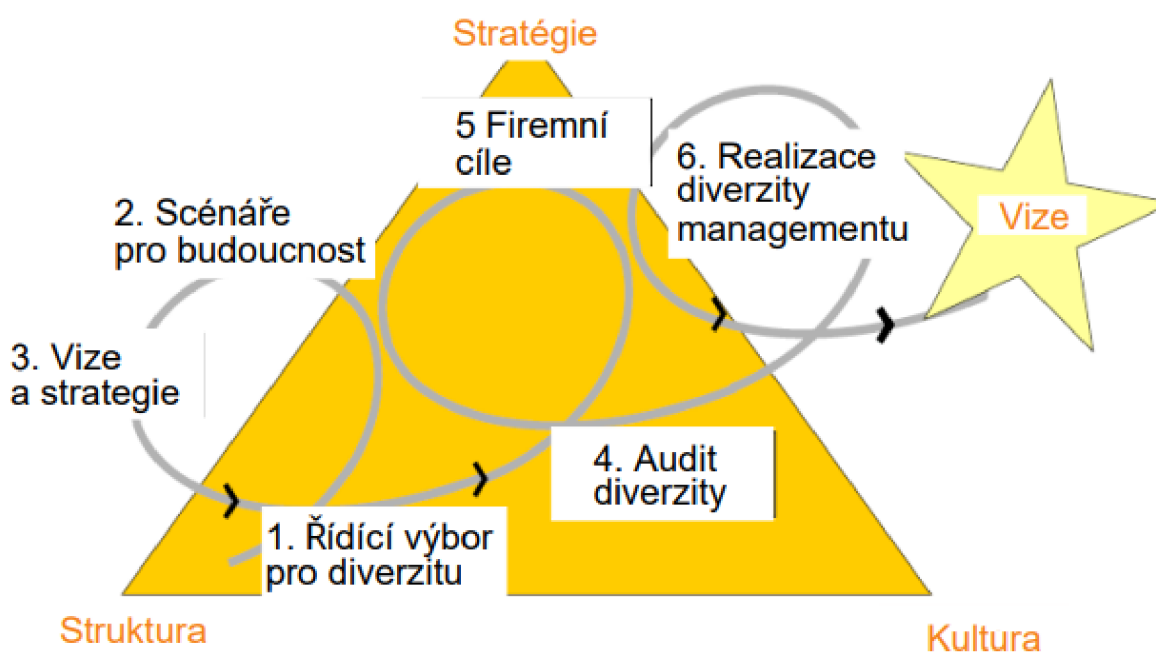 Stratégie
5 Firemní
cíle
6. Realizace
diverzity
managementu
Vize
2. Scénáře
pro budoucnost
3. Vize
a strategie
4. Audit
diverzity
1. Řídící výbor
pro diverzitu
Struktura
Kultura